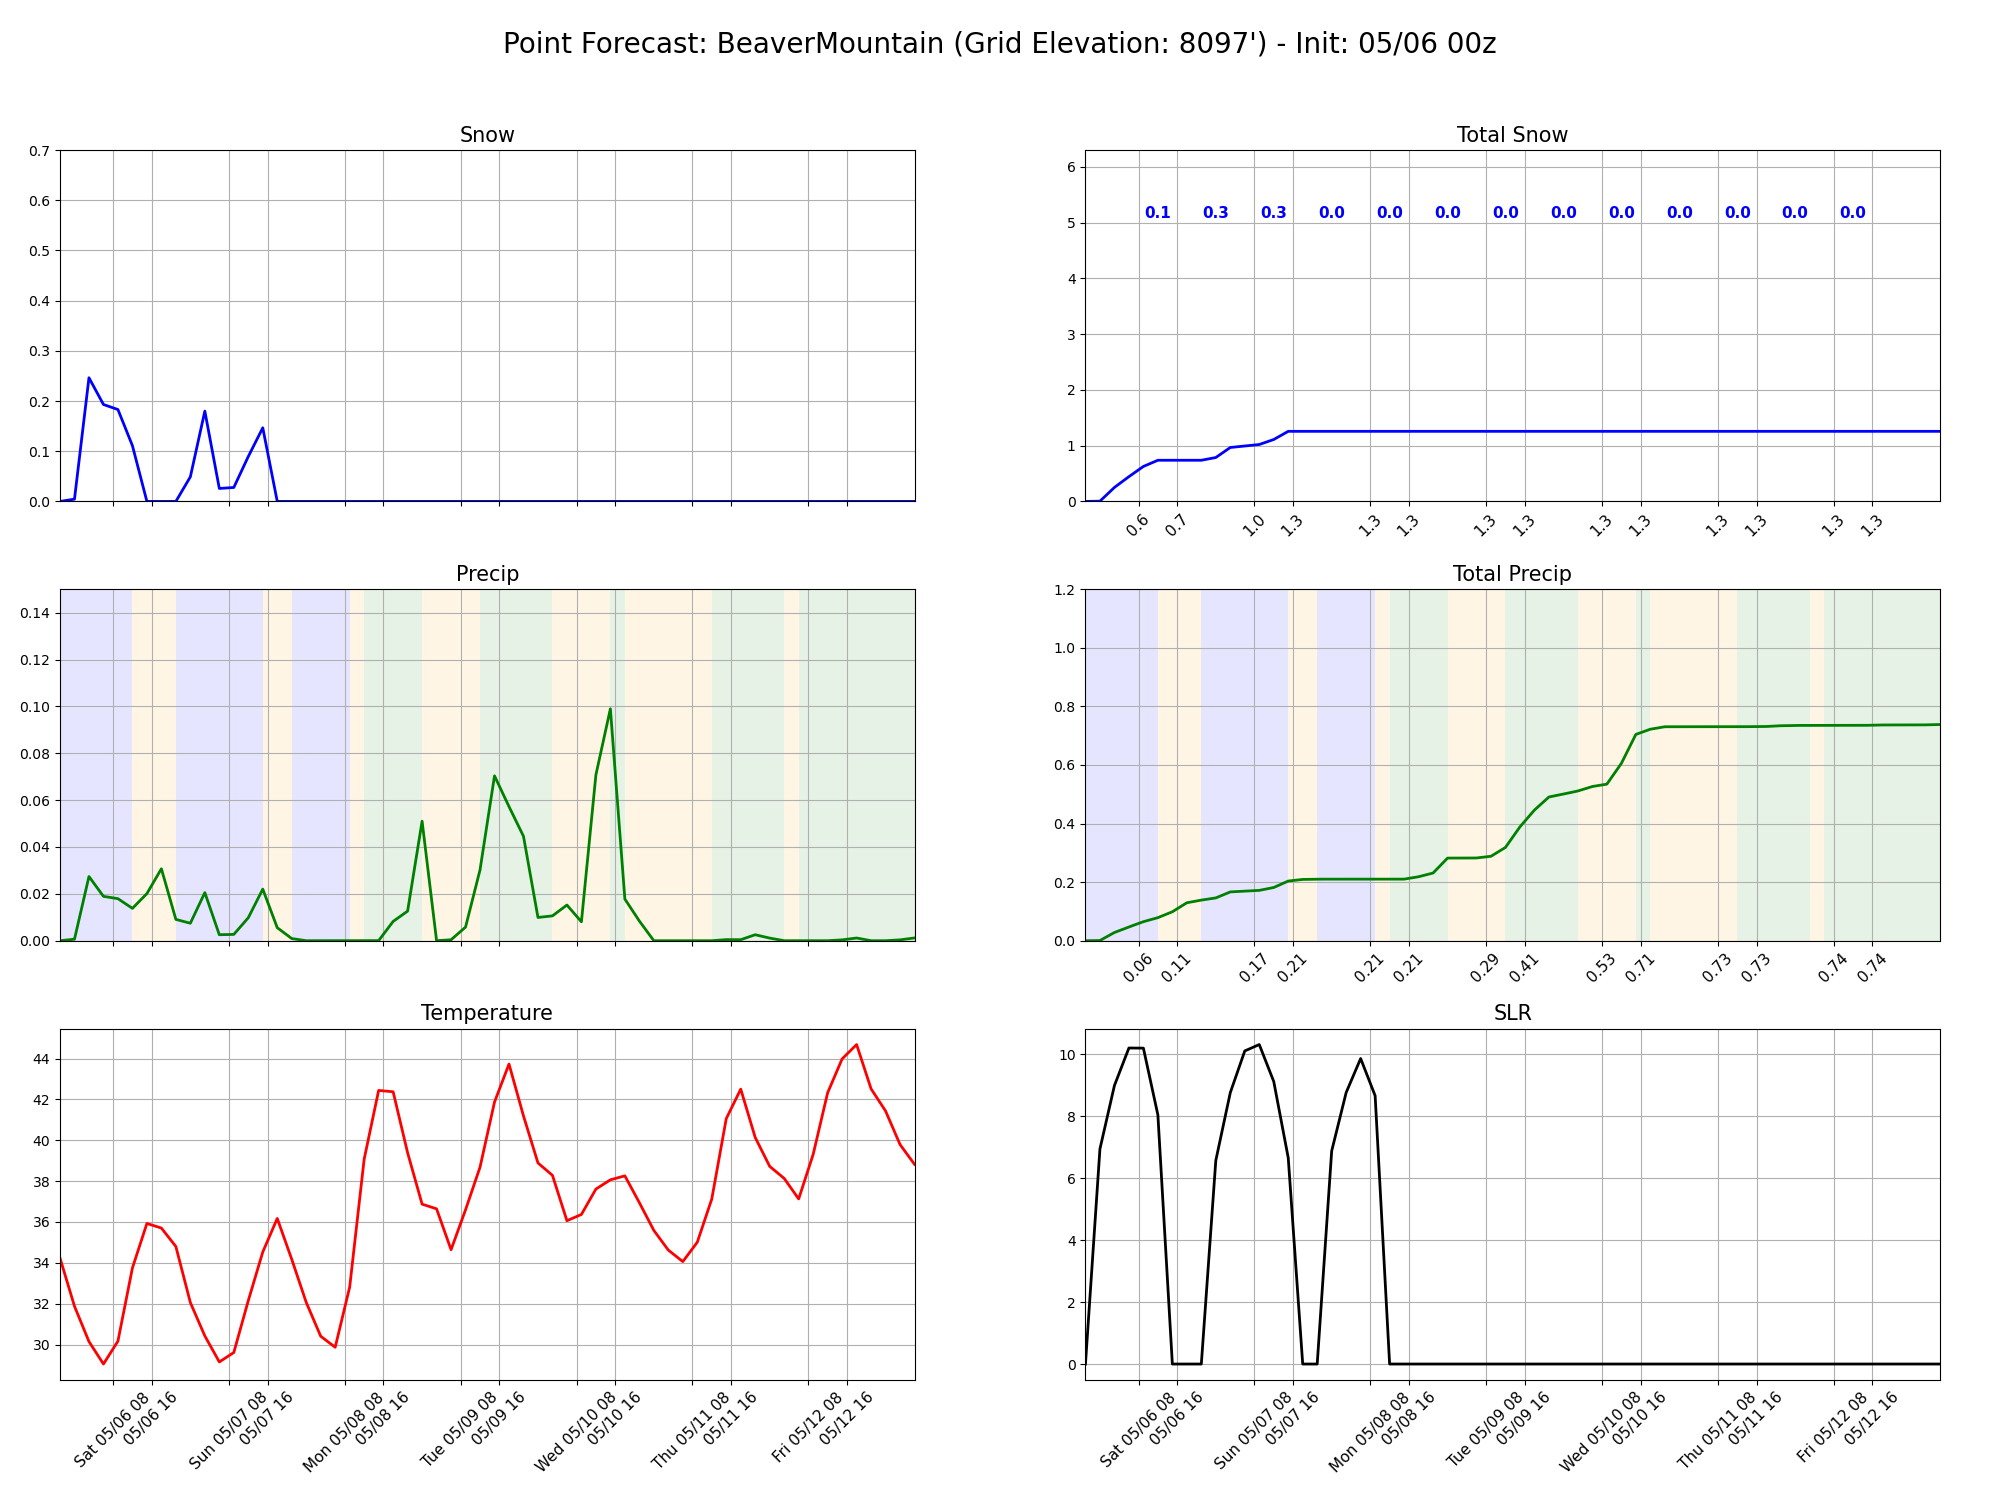 Point Forecast: BeaverMountain (Grid Elevation: 8097') - Init: 05/06 00z
Snow
0.7
0.6
0.5
0.4
0.3
0.2
0.1
0.0
Total Snow
6
5
4
3
2
1
0
0.1 0.3 0.3 0.0 0.0 0.0 0.0 0.0 0.0 0.0 0.0 0.0 0.0
0.6 0.7 1.0 1.3 1.3 1.3 1.3 1.3 1.3 1.3 1.3 1.3 1.3 1.3
Precip
0.14
0.12
0.10
0.08
0.06
0.04
0.02
0.00
Total Precip
1.2
1.0
0.8
0.6
0.4
0.2
0.0
0.06 0.11 0.17 0.21 0.21 0.21 0.29 0.41 0.53 0.71 0.73 0.73 0.74 0.74
Temperature
44
42
40
38
36
34
32
30
Sat 05/06 08
05/06 16
Sun 05/07 08
05/07 16
Mon 05/08 08
05/08 16
Tue 05/09 08
05/09 16
Wed 05/10 08
05/10 16
Thu 05/11 08
05/11 16
Fri 05/12 08
05/12 16
SLR
10
8
6
4
2
0
Sat 05/06 08
05/06 16
Sun 05/07 08
05/07 16
Mon 05/08 08
05/08 16
Tue 05/09 08
05/09 16
Wed 05/10 08
05/10 16
Thu 05/11 08
05/11 16
Fri 05/12 08
05/12 16